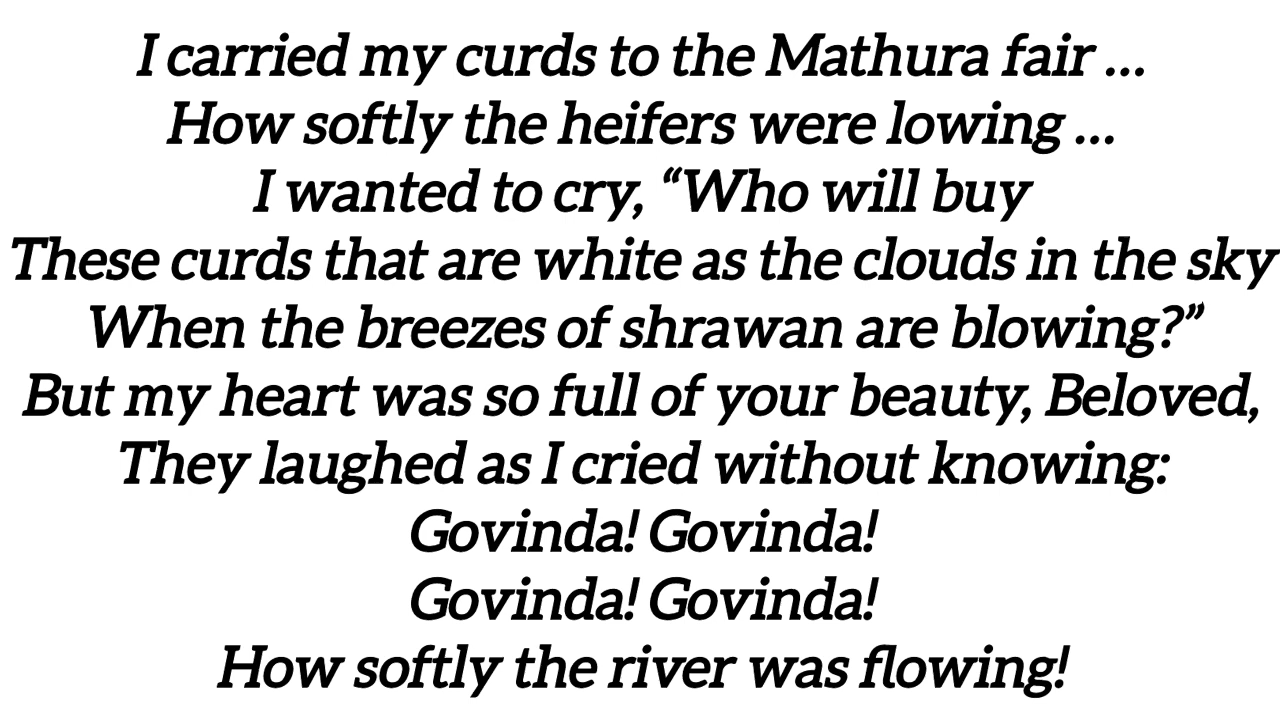 I carried my curds to the Mathura fair ...
How softly the heifers were lowing ...
I wanted to cry, “Who will buy
These curds that are white as the clouds in the sky
When the breezes of shrawan are blowing?”
But my heart was so full of your beauty, Beloved,
They laughed as I cried without knowing:
Govinda! Govinda!
Govinda! Govinda!
How softly the river was flowing!